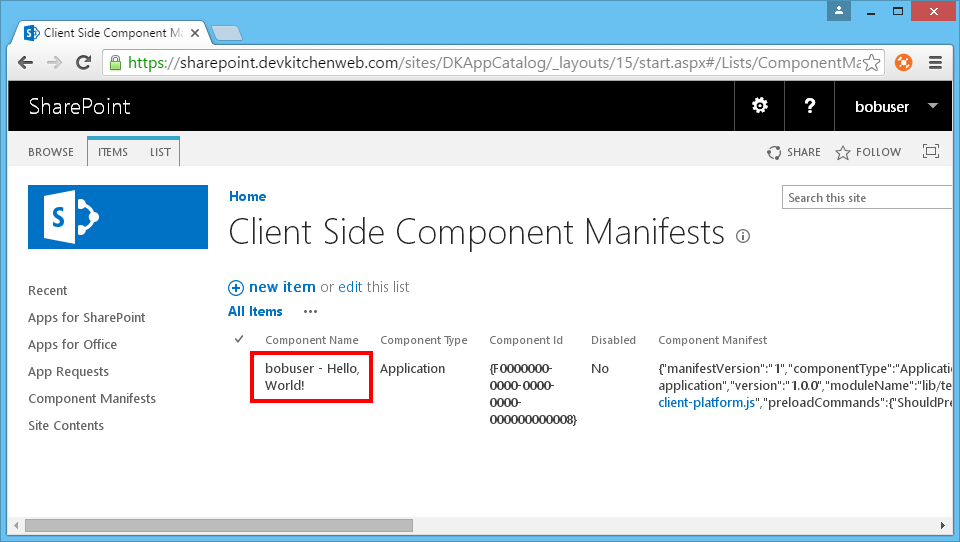 Client Side Component Ma
https://sharepoint.devkitchenweb.com/sites/DKAppCatalog/_layouts/15/start.aspx#/Lists/ComponentMa
SharePoint
?
bobuser
BROWSE
ITEMS
LIST
SHARE
FOLLOW
S
Home
Search this site
Client Side Component Manifests
new item or edit this list
All Items ...
Recent
Apps for SharePoint
Apps for Office
App Requests
Component Manifests
Site Contents
Component Name
Component Type
Component Id
Disabled
Component Manifest
bobuser - Hello,
World!
Application
{F0000000-
0000-0000-
0000-
000000000008}
No
{"manifestVersion":"1","componentType":"Applicatio
application","version":"1.0.0","moduleName":"lib/te
client-platform.js","preloadCommands":{"ShouldPre